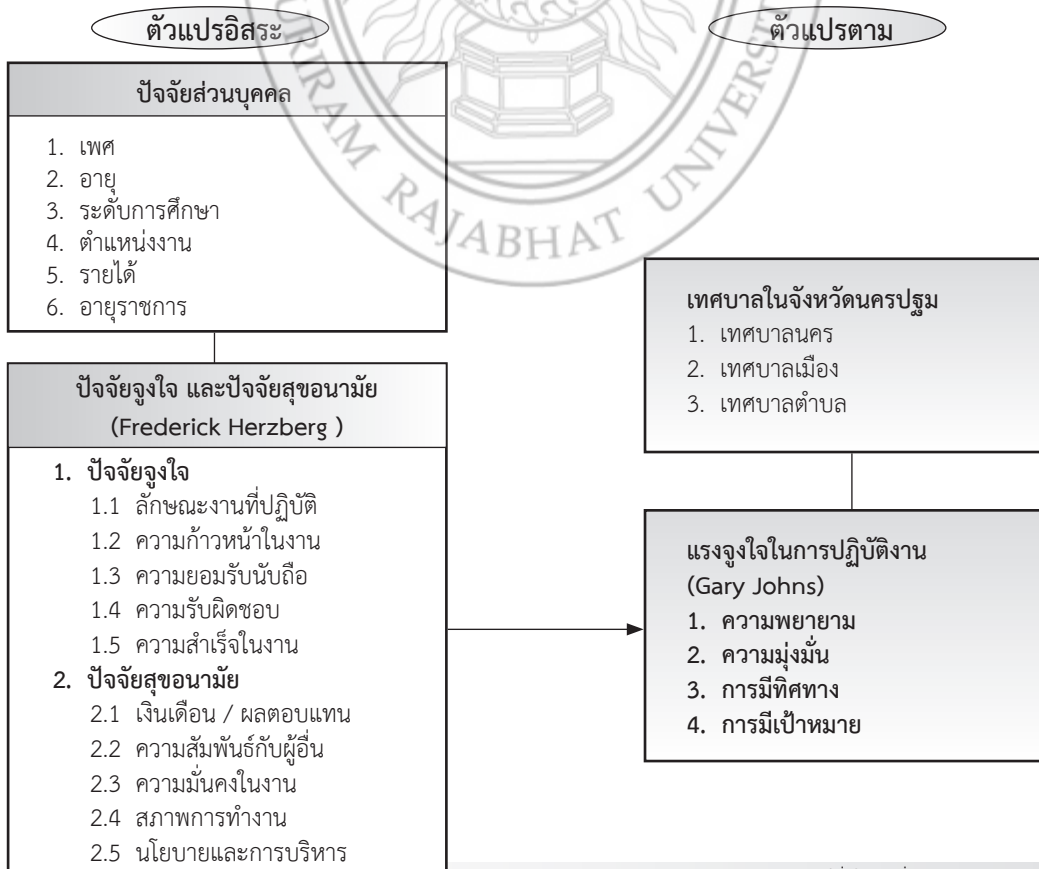 ตัวแปรอิสระ
ตัวแปรตาม
ปัจจัยส่วนบุคคล
1. เพศ
2. อายุ
3. ระดับการศึกษา
4. ตำแหน่งงาน
5. รายได้
6. อายุราชการ
ปัจจัยจูงใจ และปัจจัยสุขอนามัย
(Frederick Herzberg )
1. ปัจจัยจูงใจ
1.1 ลักษณะงานที่ปฏิบัติ
1.2 ความก้าวหน้าในงาน
1.3 ความยอมรับนับถือ
1.4 ความรับผิดชอบ
1.5 ความสำเร็จในงาน
2. ปัจจัยสุขอนามัย
2.1 เงินเดือน / ผลตอบแทน
2.2 ความสัมพันธ์กับผู้อื่น
2.3 ความมั่นคงในงาน
2.4 สภาพการทำงาน
2.5 นโยบายและการบริหาร
เทศบาลในจังหวัดนครปฐม
1. เทศบาลนคร
2. เทศบาลเมือง
3. เทศบาลตำบล
แรงจูงใจในการปฏิบัติงาน
(Gary Johns)
1. ความพยายาม
2. ความมุ่งมั่น
3. การมีทิศทาง
4. การมีเป้าหมาย
RAJABHAT